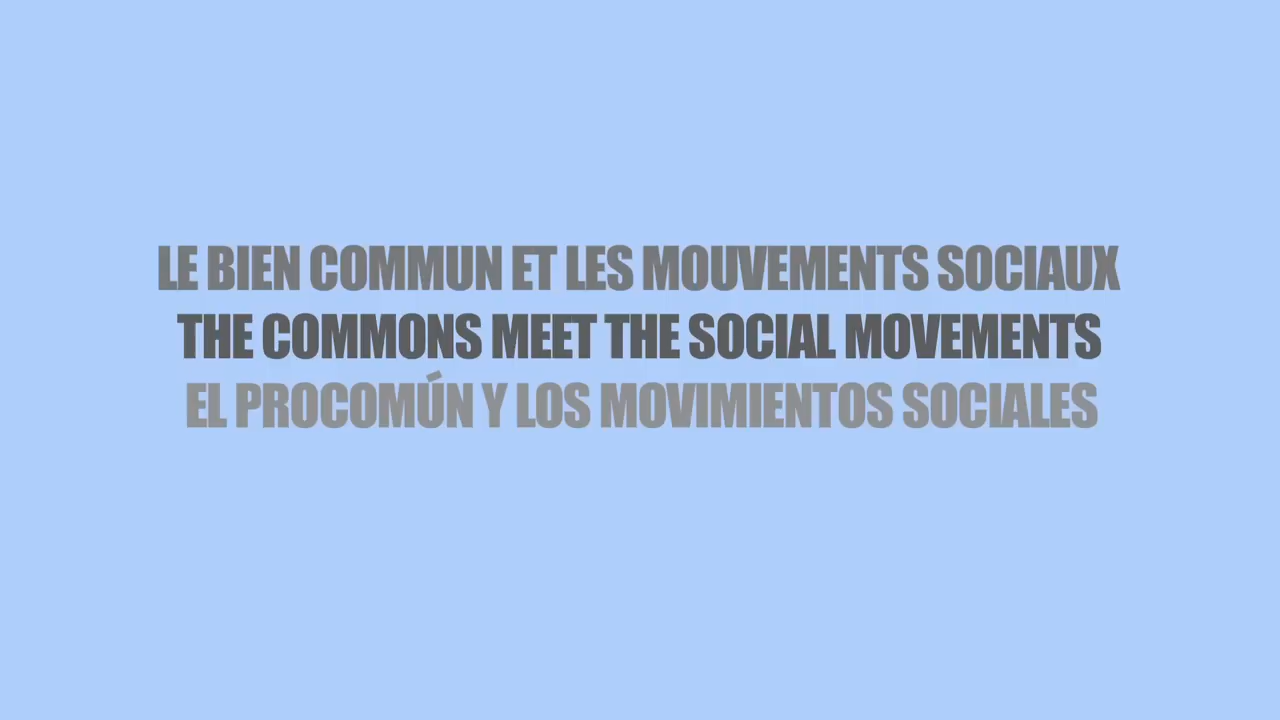 LE BIEN COMMUN ET LES MOUVEMENTS SOCIAUX
THE COMMONS MEET THE SOCIAL MOVEMENTS
EL PROCOMÚN Y LOS MOVIMIENTOS SOCIALES